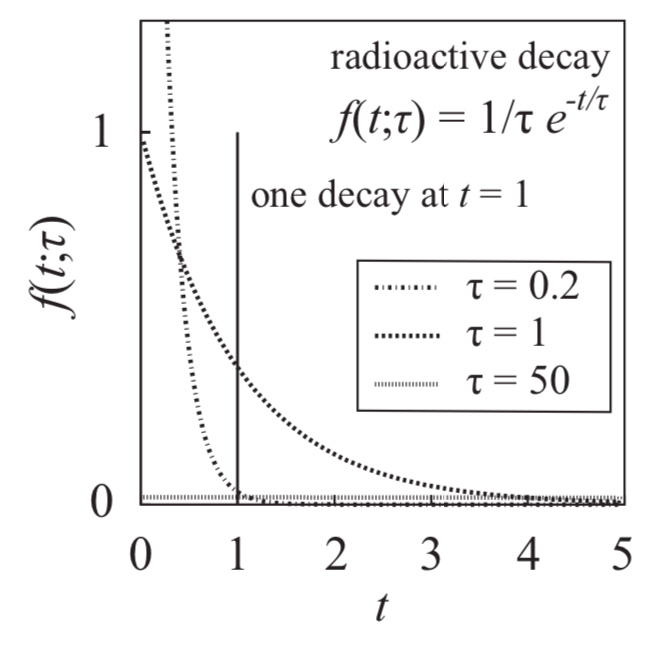 radioactive decay
f(t;τ) = 1/τ e^{-t/τ}
1
one decay at t = 1
f(t;τ)
τ = 0.2
τ = 1
τ = 50
0
0 1 2 3 4 5
t